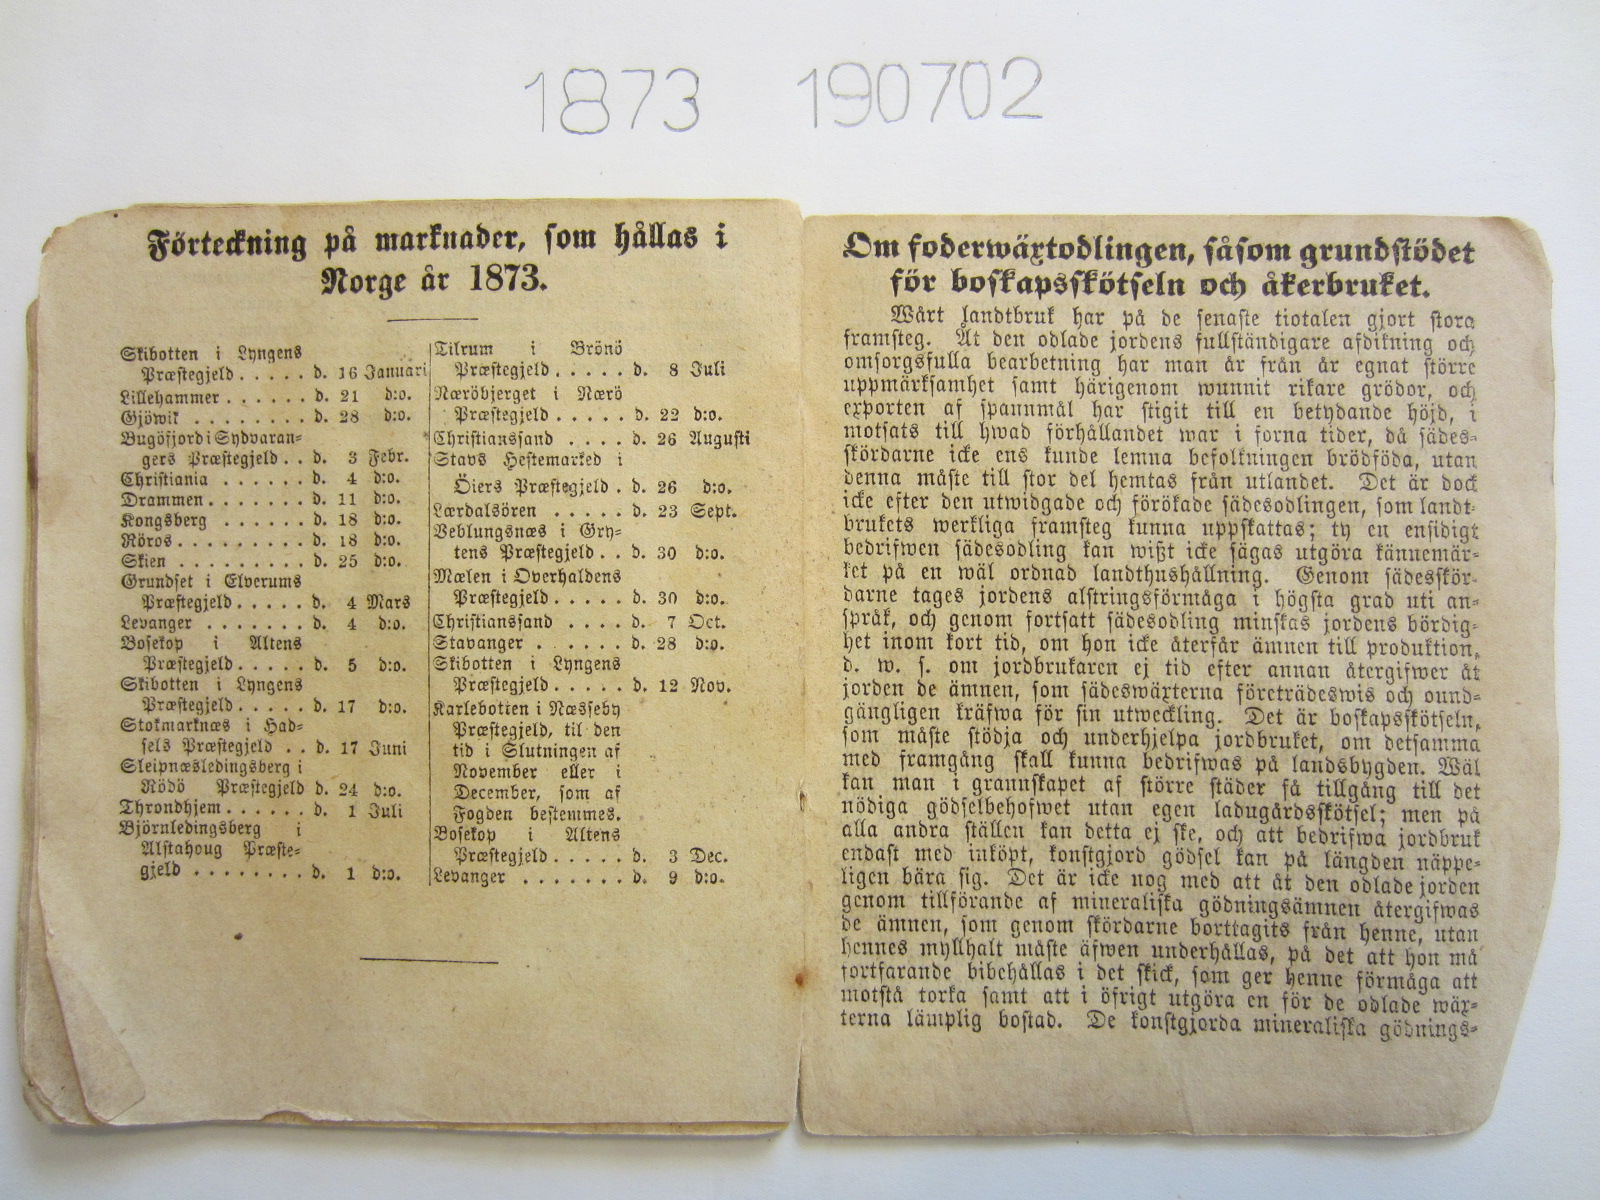 1873 190702
Förteckning på marknader, som hållas i
Norge år 1873.
Skibotten i Lyngens
Præstegjeld . . . . . d. 16 Januari
Lillehammer . . . . . . d. 21 d:o.
Gjöwik . . . . . . . . d. 28 d:o.
Bugöfjord i Sydvaran-
gers Præstegjeld . . d. 3 Febr.
Christiania . . . . . . d. 4 d:o.
Drammen . . . . . . . d. 11 d:o.
Kongsberg . . . . . . d. 18 d:o.
Röros . . . . . . . . . d. 18 d:o.
Skien . . . . . . . . . d. 25 d:o.
Grundset i Elverums
Præstegjeld . . . . . d. 4 Mars
Levanger . . . . . . . d. 4 d:o.
Bosekop i Altens
Præstegjeld . . . . . d. 5 d:o.
Skibotten i Lyngens
Præstegjeld . . . . . d. 17 d:o.
Stokmarknæs i Had-
sels Præstegjeld . . d. 17 Juni
Sleipnæsledingsberg i
Rödö Præstegjeld d. 24 d:o.
Throndhjem . . . . . . d. 1 Juli
Björnledingsberg i
Alstahoug Præste-
gjeld . . . . . . . . d. 1 d:o.
Tilrum i Brönö
Præstegjeld . . . . . d. 8 Juli
Næröbjerget i Nærö
Præstegjeld . . . . . d. 22 d:o.
Christiansand . . . . d. 26 Augusti
Stavs Hestemarked i
Öiers Præstegjeld . d. 26 d:o.
Lærdalsören . . . . . d. 23 Sept.
Veblungsnæs i Gry-
tens Præstegjeld . . d. 30 d:o.
Mælen i Overhaldens
Præstegjeld . . . . . d. 30 d:o.
Christianssand . . . . d. 7 Oct.
Stavanger . . . . . . d. 28 d:o.
Skibotten i Lyngens
Præstegjeld . . . . . d. 12 Nov.
Karlebotten i Næsseby
Præstegjeld, til den
tid i Slutningen af
November eller i
December, som af
Fogden bestemmes.
Bosekop i Altens
Præstegjeld . . . . . d. 3 Dec.
Levanger . . . . . . . d. 9 d:o.
Om foderwäxtodlingen, såsom grundstödet
för boskapsskötseln och åkerbruket.
Wårt landtbruk har på de senaste tiotalen gjort stora
framsteg. Åt den odlade jordens fullständigare afdikning och
omsorgsfulla bearbetning har man år från år egnat större
uppmärksamhet samt härigenom wunnit rikare grödor, och
exporten af spannmål har stigit till en betydande höjd, i
motsats till hwad förhållandet war i forna tider, då sädes-
skördarne icke ens kunde lemna befolkningen brödföda, utan
denna måste till stor del hemtas från utlandet. Det är dock
icke efter den utwidgade och förökade sädesodlingen, som landt-
brukets werkliga framsteg kunna uppskattas; ty en ensidigt
bedrifwen sädesodling kan wißt icke sägas utgöra kännemär-
ket på en wäl ordnad landthushållning. Genom sädesskör-
darne tages jordens alstringsförmåga i högsta grad uti an-
språk, och genom fortsatt sädesodling minskas jordens bördig-
het inom kort tid, om hon icke återfår ämnen till produktion,
d. w. s. om jordbrukaren ej tid efter annan återgifwer åt
jorden de ämnen, som sädeswäxterna företrädeswis och ound-
gängligen kräfwa för sin utweckling. Det är boskapsskötseln,
som måste stödja och underhjelpa jordbruket, om detsamma
med framgång skall kunna bedrifwas på landsbygden. Wäl
kan man i grannskapet af större städer få tillgång till det
nödiga gödselbehofwet utan egen ladugårdsskötsel; men på
alla andra ställen kan detta ej ske, och att bedrifwa jordbruk
endast med inköpt, konstgjord gödsel kan på längden näppe-
ligen bära sig. Det är icke nog med att åt den odlade jorden
genom tillförande af mineraliska gödningsämnen återgifwas
de ämnen, som genom skördarne borttagits från henne, utan
hennes myllhalt måste äfwen underhållas, på det att hon må
fortfarande bibehållas i det skick, som ger henne förmåga att
motstå torka samt att i öfrigt utgöra en för de odlade wäx-
terna lämplig bostad. De konstgjorda mineraliska gödnings-